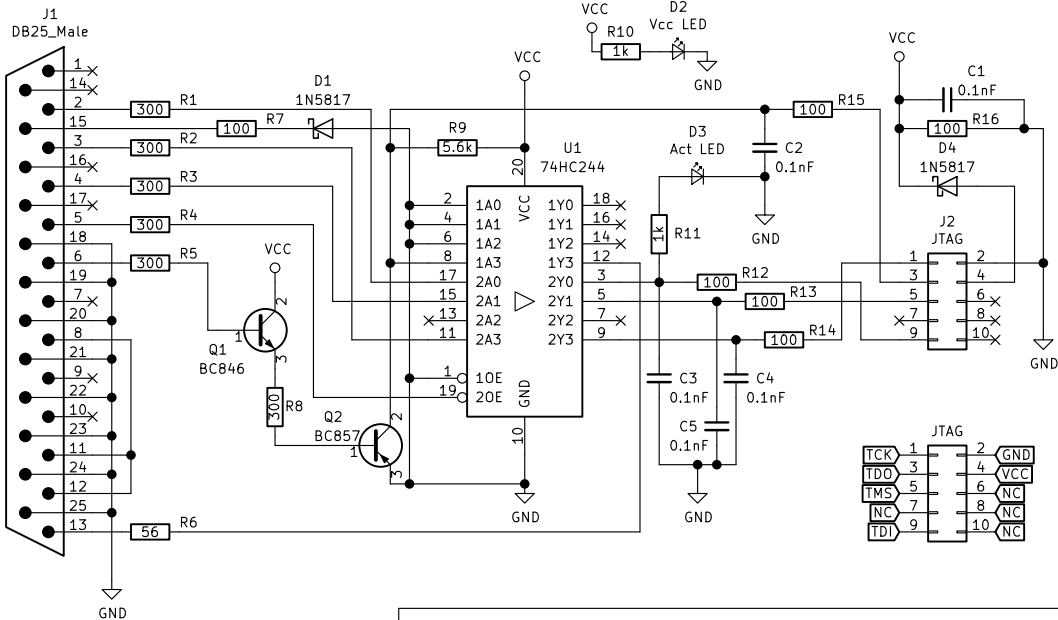 J1
DB25_Male
1
14
2
15
3
16
4
17
5
18
6
19
7
20
8
21
9
22
10
23
11
24
12
25
13
GND
300 R1
100 R7
300 R2
300 R3
300 R4
300 R5
56 R6
D1
1N5817
VCC
Q1
BC846
1
2
3
300 R8
Q2
BC857
1
2
3
VCC
R9
5.6k
U1
74HC244
20
VCC
2 1A0 1Y0 18
4 1A1 1Y1 16
6 1A2 1Y2 14
8 1A3 1Y3 12
17 2A0 2Y0 3
15 2A1 2Y1 5
13 2A2 2Y2 7
11 2A3 2Y3 9
1 1OE
19 2OE
GND
10
GND
VCC
R10
1k
D2
Vcc LED
GND
D3
Act LED
1k R11
C2
0.1nF
GND
100 R15
100 R12
100 R13
100 R14
C3
0.1nF
C4
0.1nF
C5
0.1nF
GND
VCC
C1
0.1nF
100 R16
D4
1N5817
J2
JTAG
1 2
3 4
5 6
7 8
9 10
GND
JTAG
TCK 1 2 GND
TDO 3 4 VCC
TMS 5 6 NC
NC 7 8 NC
TDI 9 10 NC